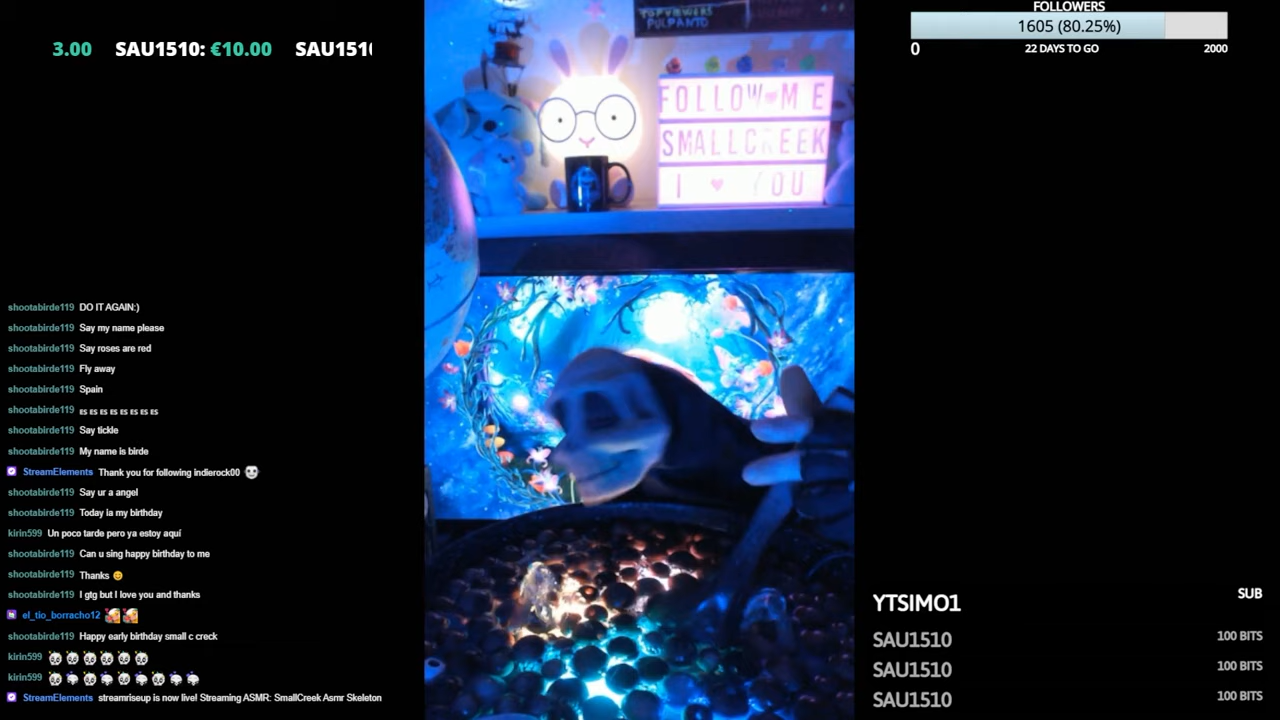 3.00 SAU1510: €10.00 SAU151
FOLLOWERS
1605 (80.25%)
0 22 DAYS TO GO 2000
TOPVIEWERS
PULPANTO
FOLLOW♥ME
SMALLCREEK
I ♥ YOU
shootabirde119 DO IT AGAIN:)
shootabirde119 Say my name please
shootabirde119 Say roses are red
shootabirde119 Fly away
shootabirde119 Spain
shootabirde119 ES ES ES ES ES ES ES ES
shootabirde119 Say tickle
shootabirde119 My name is birde
StreamElements Thank you for following indierock00
shootabirde119 Say ur a angel
shootabirde119 Today ia my birthday
kirin599 Un poco tarde pero ya estoy aquí
shootabirde119 Can u sing happy birthday to me
shootabirde119 Thanks 😊
shootabirde119 I gtg but I love you and thanks
el_tio_borracho12
shootabirde119 Happy early birthday small c creck
kirin599
kirin599
StreamElements streamriseup is now live! Streaming ASMR: SmallCreek Asmr Skeleton
YTSIMO1 SUB
SAU1510 100 BITS
SAU1510 100 BITS
SAU1510 100 BITS